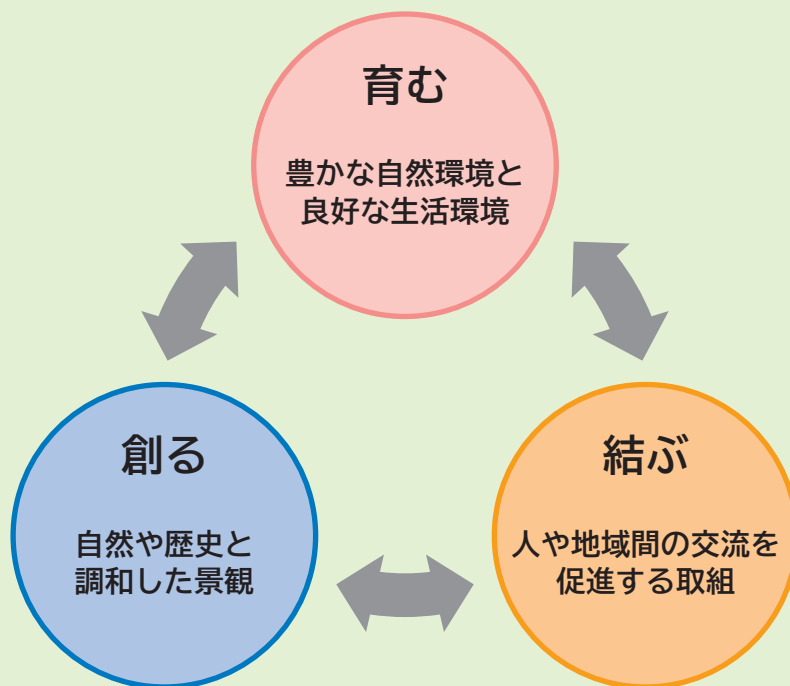 育む
豊かな自然環境と
良好な生活環境
創る
自然や歴史と
調和した景観
結ぶ
人や地域間の交流を
促進する取組